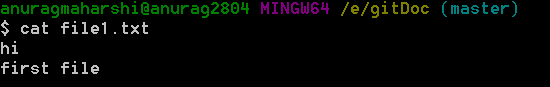 anuragmaharshi@anurag2804 MINGW64 /e/gitDoc (master)
$ cat file1.txt
hi
first file